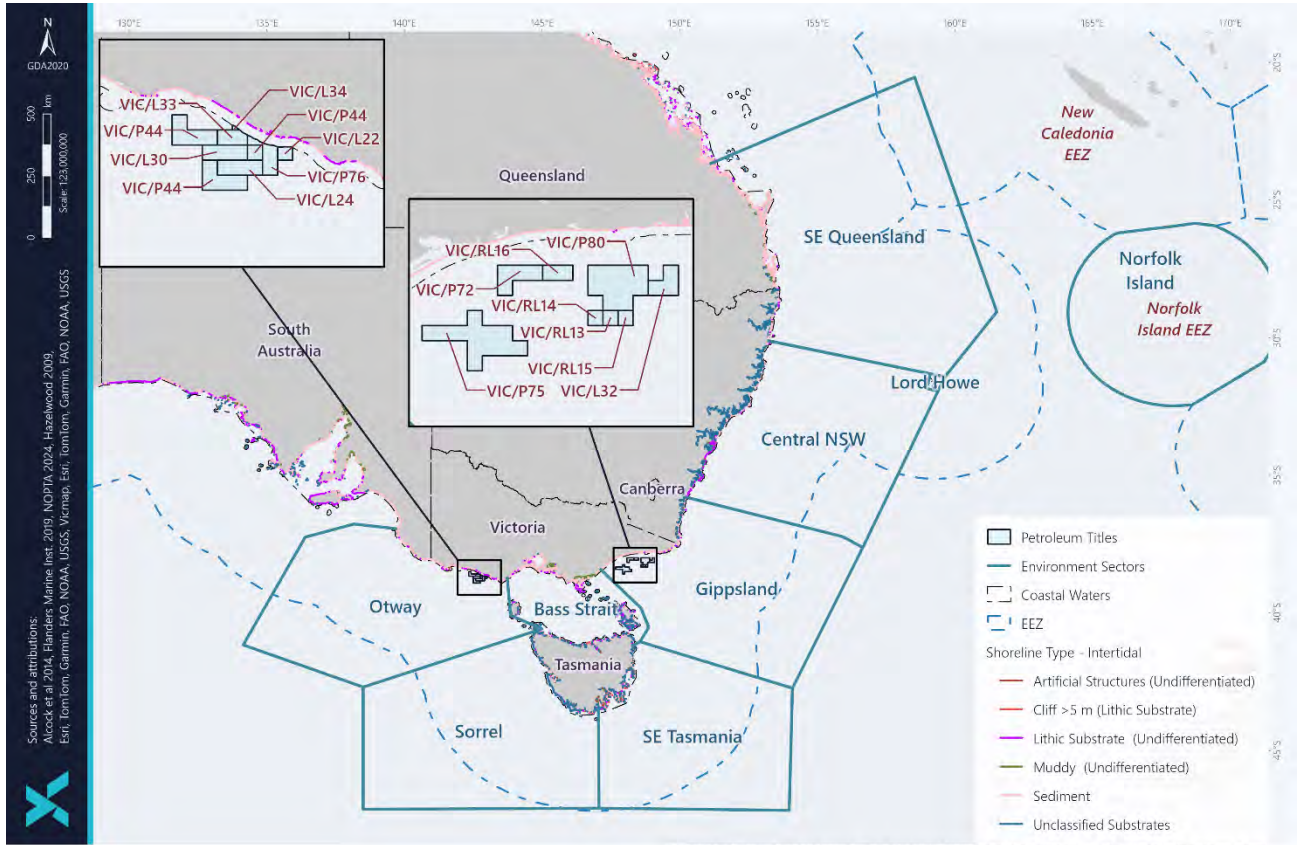 130°E
135°E
140°E
145°E
150°E
155°E
160°E
165°E
170°E
N
GDA2020
500
km
250
0
Scale: 1:23,000,000
Sources and attributions:
Alcock et al 2014, Flanders Marine Inst. 2019, NOPTA 2024, Hazelwood 2009,
Esri, TomTom, Garmin, FAO, NOAA, USGS, Vicmap, Esri, TomTom, Garmin, FAO, NOAA, USGS
20°S
25°S
30°S
35°S
40°S
45°S
VIC/L34
VIC/L33
VIC/P44
VIC/P44
VIC/L22
VIC/L30
VIC/P76
VIC/P44
VIC/L24
VIC/P80
VIC/RL16
VIC/P72
VIC/RL14
VIC/RL13
VIC/RL15
VIC/P75
VIC/L32
Queensland
South
Australia
Canberra
Victoria
Tasmania
New
Caledonia
EEZ
SE Queensland
Norfolk
Island
Norfolk
Island EEZ
Lord Howe
Central NSW
Gippsland
Otway
Bass Strait
Sorrel
SE Tasmania
Petroleum Titles
Environment Sectors
Coastal Waters
EEZ
Shoreline Type - Intertidal
Artificial Structures (Undifferentiated)
Cliff >5 m (Lithic Substrate)
Lithic Substrate (Undifferentiated)
Muddy (Undifferentiated)
Sediment
Unclassified Substrates